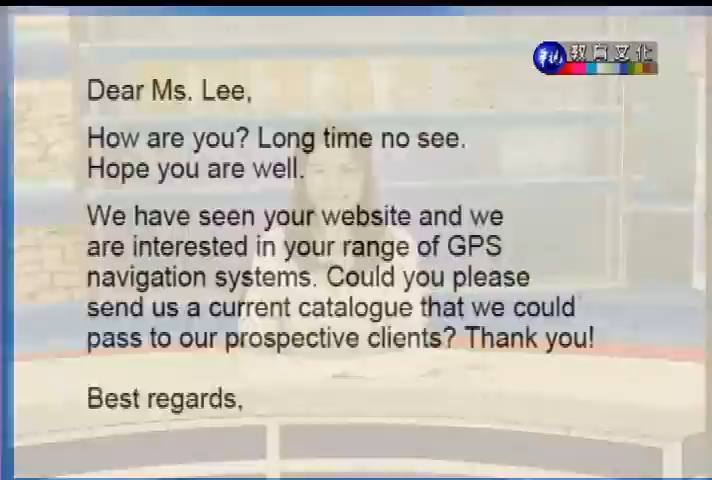 華視 教育文化
Dear Ms. Lee,
How are you? Long time no see.
Hope you are well.
We have seen your website and we
are interested in your range of GPS
navigation systems. Could you please
send us a current catalogue that we could
pass to our prospective clients? Thank you!
Best regards,